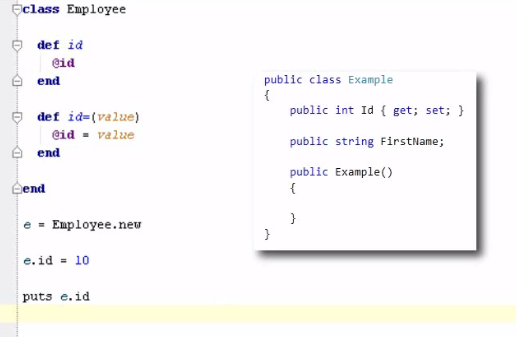 class Employee
def id
@id
end
def id=(value)
@id = value
end
end
e = Employee.new
e.id = 10
puts e.id
public class Example
{
public int Id { get; set; }
public string FirstName;
public Example()
{
}
}